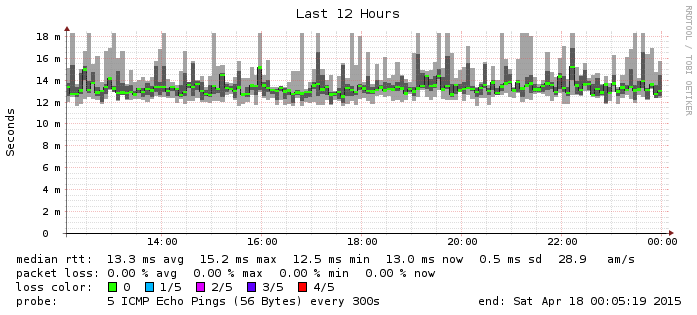 Last 12 Hours
RRDTOOL / TOBI OETIKER
Seconds
18 m
16 m
14 m
12 m
10 m
8 m
6 m
4 m
2 m
0
14:00 16:00 18:00 20:00 22:00 00:00
median rtt: 13.3 ms avg 15.2 ms max 12.5 ms min 13.0 ms now 0.5 ms sd 28.9 am/s
packet loss: 0.00 % avg 0.00 % max 0.00 % min 0.00 % now
loss color: 0 1/5 2/5 3/5 4/5
probe: 5 ICMP Echo Pings (56 Bytes) every 300s end: Sat Apr 18 00:05:19 2015